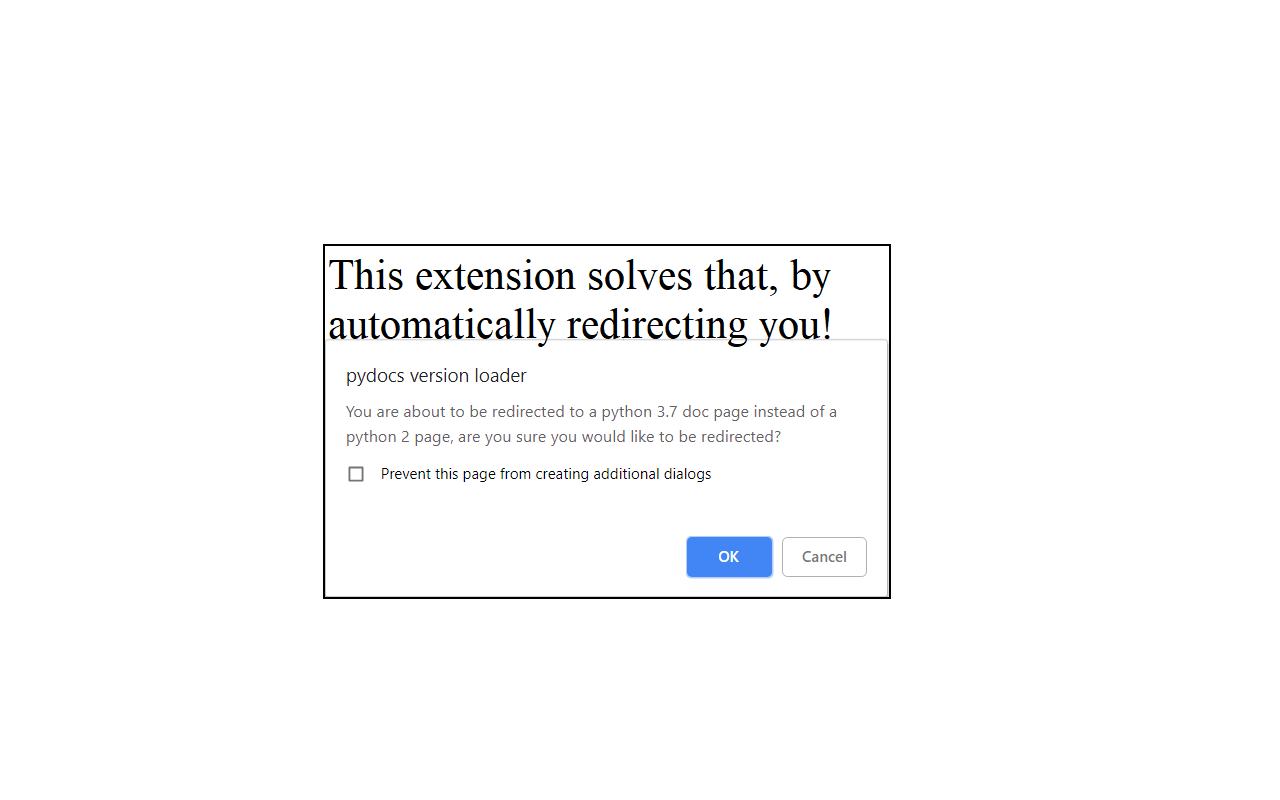 This extension solves that, by
automatically redirecting you!
pydocs version loader
You are about to be redirected to a python 3.7 doc page instead of a
python 2 page, are you sure you would like to be redirected?
Prevent this page from creating additional dialogs
OK Cancel